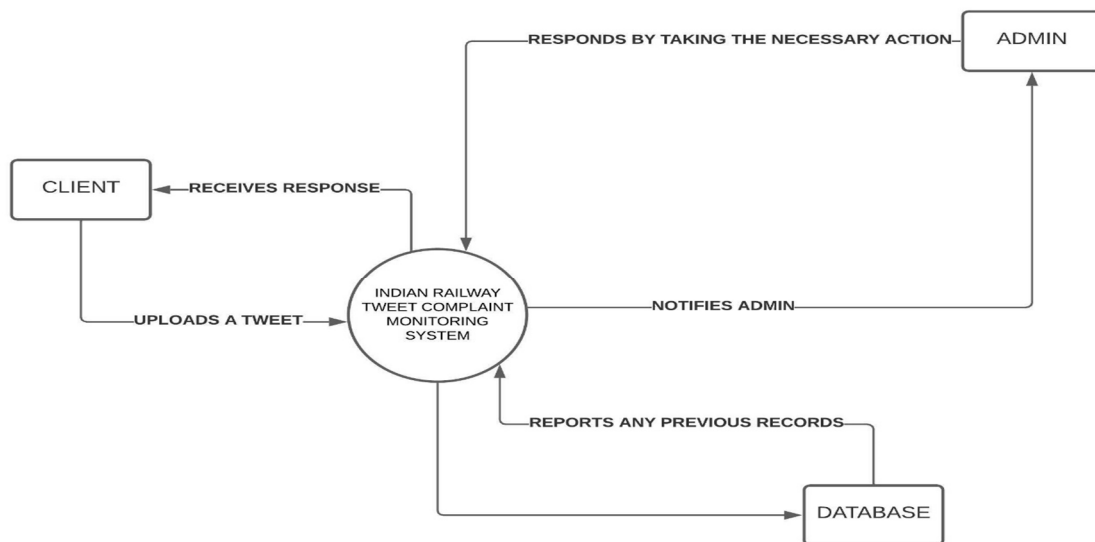 RESPONDS BY TAKING THE NECESSARY ACTION
ADMIN
CLIENT
RECEIVES RESPONSE
INDIAN RAILWAY
TWEET COMPLAINT
MONITORING
SYSTEM
UPLOADS A TWEET
NOTIFIES ADMIN
REPORTS ANY PREVIOUS RECORDS
DATABASE